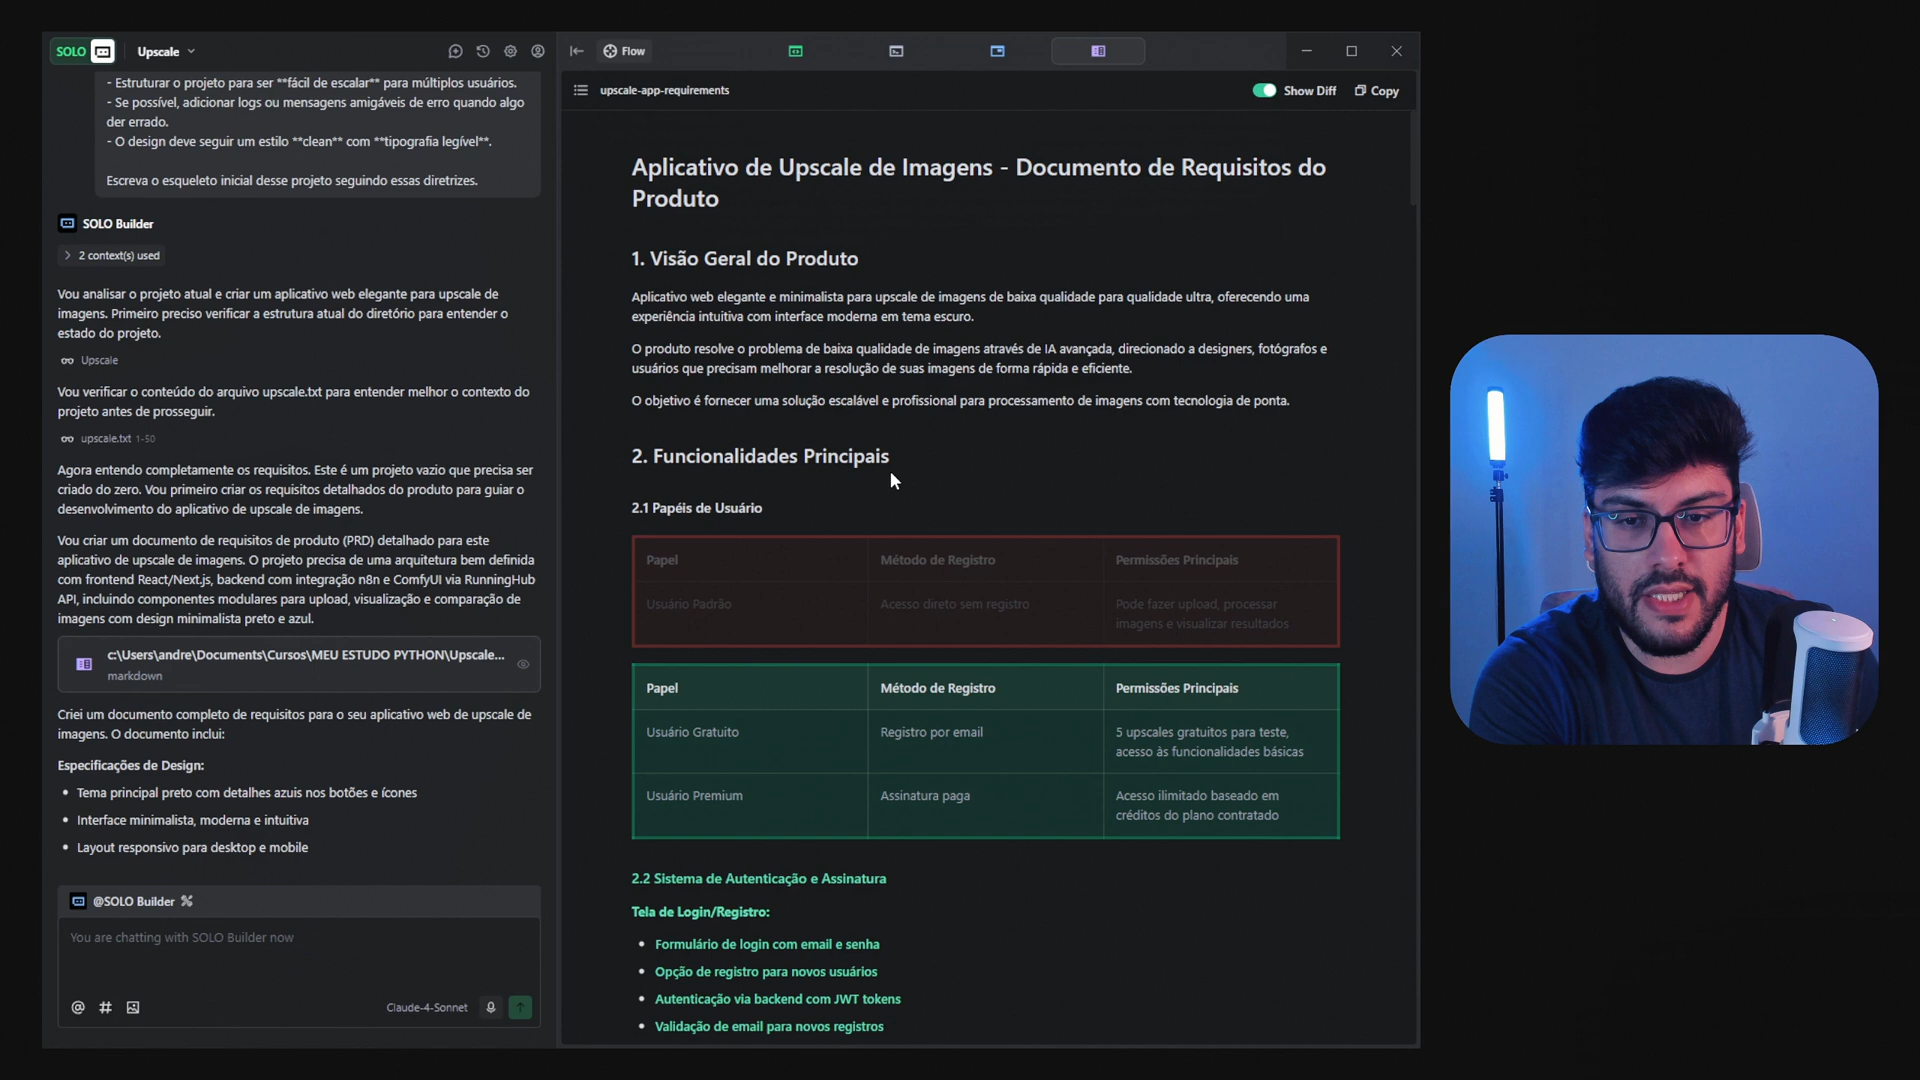 SOLO
Upscale
- Estruturar o projeto para ser **fácil de escalar** para múltiplos usuários.
- Se possível, adicionar logs ou mensagens amigáveis de erro quando algo
der errado.
- O design deve seguir um estilo **clean** com **tipografia legível**.
Escreva o esqueleto inicial desse projeto seguindo essas diretrizes.
SOLO Builder
2 context(s) used
Vou analisar o projeto atual e criar um aplicativo web elegante para upscale de
imagens. Primeiro preciso verificar a estrutura atual do diretório para entender o
estado do projeto.
Upscale
Vou verificar o conteúdo do arquivo upscale.txt para entender melhor o contexto do
projeto antes de prosseguir.
upscale.txt 1-50
Agora entendo completamente os requisitos. Este é um projeto vazio que precisa ser
criado do zero. Vou primeiro criar os requisitos detalhados do produto para guiar o
desenvolvimento do aplicativo de upscale de imagens.
Vou criar um documento de requisitos de produto (PRD) detalhado para este
aplicativo de upscale de imagens. O projeto precisa de uma arquitetura bem definida
com frontend React/Next.js, backend com integração n8n e ComfyUI via RunningHub
API, incluindo componentes modulares para upload, visualização e comparação de
imagens com design minimalista preto e azul.
c:\Users\andre\Documents\Cursos\MEU ESTUDO PYTHON\Upscale...
markdown
Criei um documento completo de requisitos para o seu aplicativo web de upscale de
imagens. O documento inclui:
Especificações de Design:
• Tema principal preto com detalhes azuis nos botões e ícones
• Interface minimalista, moderna e intuitiva
• Layout responsivo para desktop e mobile
@SOLO Builder
You are chatting with SOLO Builder now
Claude-4-Sonnet
Flow
upscale-app-requirements
Show Diff
Copy
Aplicativo de Upscale de Imagens - Documento de Requisitos do
Produto
1. Visão Geral do Produto
Aplicativo web elegante e minimalista para upscale de imagens de baixa qualidade para qualidade ultra, oferecendo uma
experiência intuitiva com interface moderna em tema escuro.
O produto resolve o problema de baixa qualidade de imagens através de IA avançada, direcionado a designers, fotógrafos e
usuários que precisam melhorar a resolução de suas imagens de forma rápida e eficiente.
O objetivo é fornecer uma solução escalável e profissional para processamento de imagens com tecnologia de ponta.
2. Funcionalidades Principais
2.1 Papéis de Usuário
Papel Método de Registro Permissões Principais
Usuário Padrão Acesso direto sem registro Pode fazer upload, processar
imagens e visualizar resultados
Papel Método de Registro Permissões Principais
Usuário Gratuito Registro por email 5 upscales gratuitos para teste,
acesso às funcionalidades básicas
Usuário Premium Assinatura paga Acesso ilimitado baseado em
créditos do plano contratado
2.2 Sistema de Autenticação e Assinatura
Tela de Login/Registro:
• Formulário de login com email e senha
• Opção de registro para novos usuários
• Autenticação via backend com JWT tokens
• Validação de email para novos registros